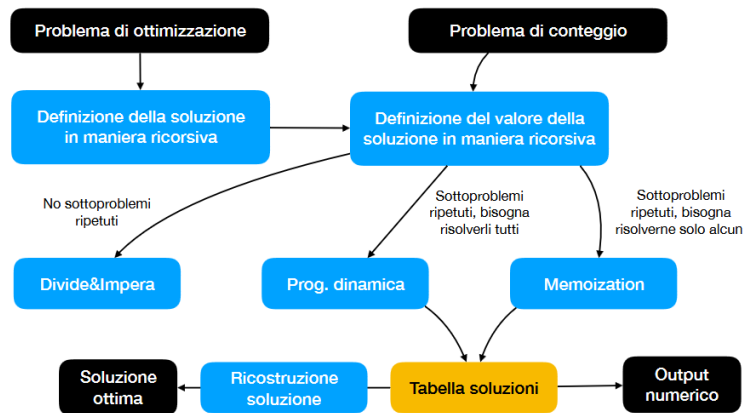 Problema di ottimizzazione
Problema di conteggio
Definizione della soluzione
in maniera ricorsiva
Definizione del valore della
soluzione in maniera ricorsiva
No sottoproblemi
ripetuti
Sottoproblemi
ripetuti, bisogna
risolverli tutti
Sottoproblemi
ripetuti, bisogna
risolverne solo alcun
Divide&Impera
Prog. dinamica
Memoization
Soluzione
ottima
Ricostruzione
soluzione
Tabella soluzioni
Output
numerico